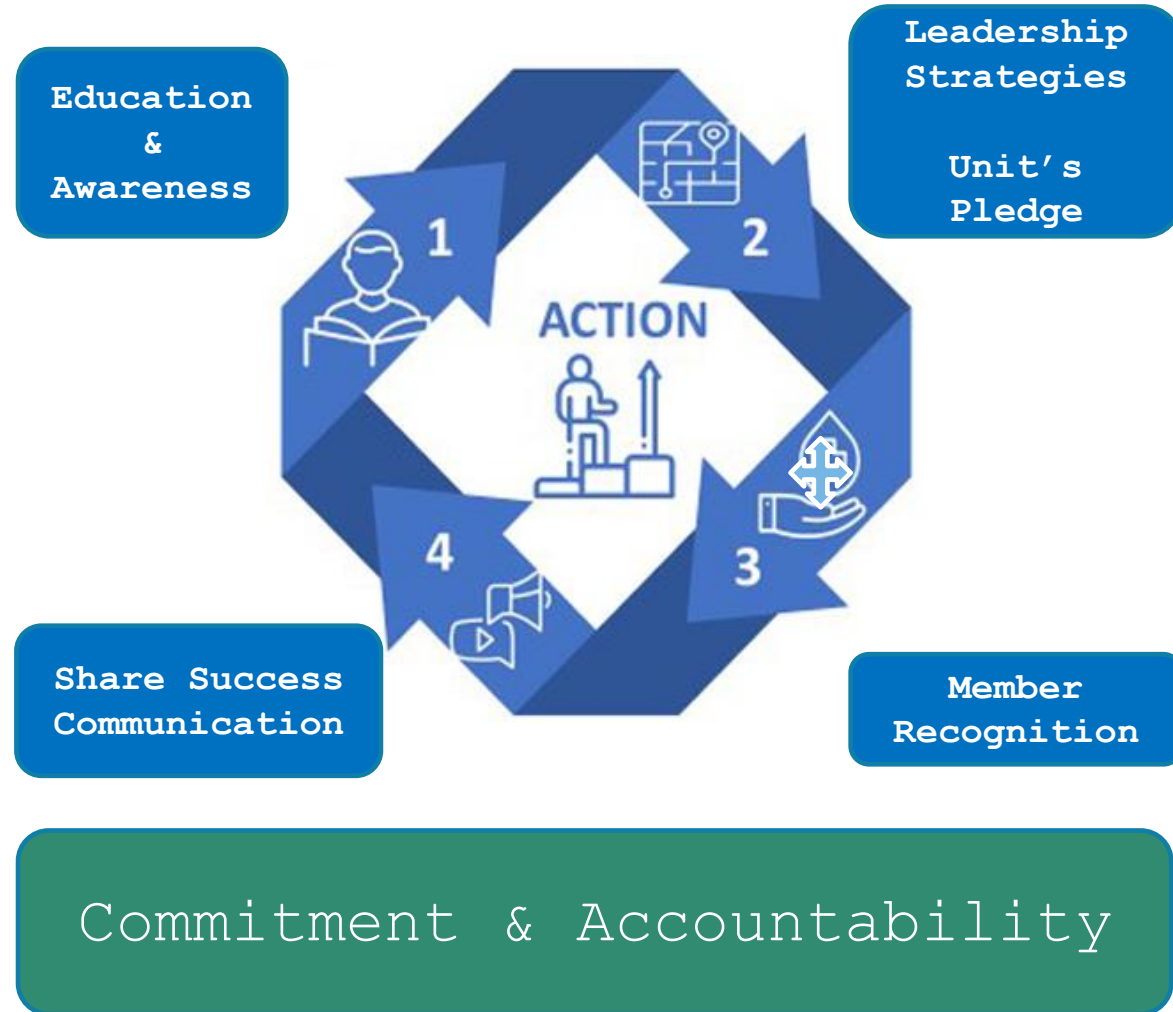 Education
&
Awareness
Leadership
Strategies
Unit’s
Pledge
1
2
ACTION
4
3
Share Success
Communication
Member
Recognition
Commitment & Accountability